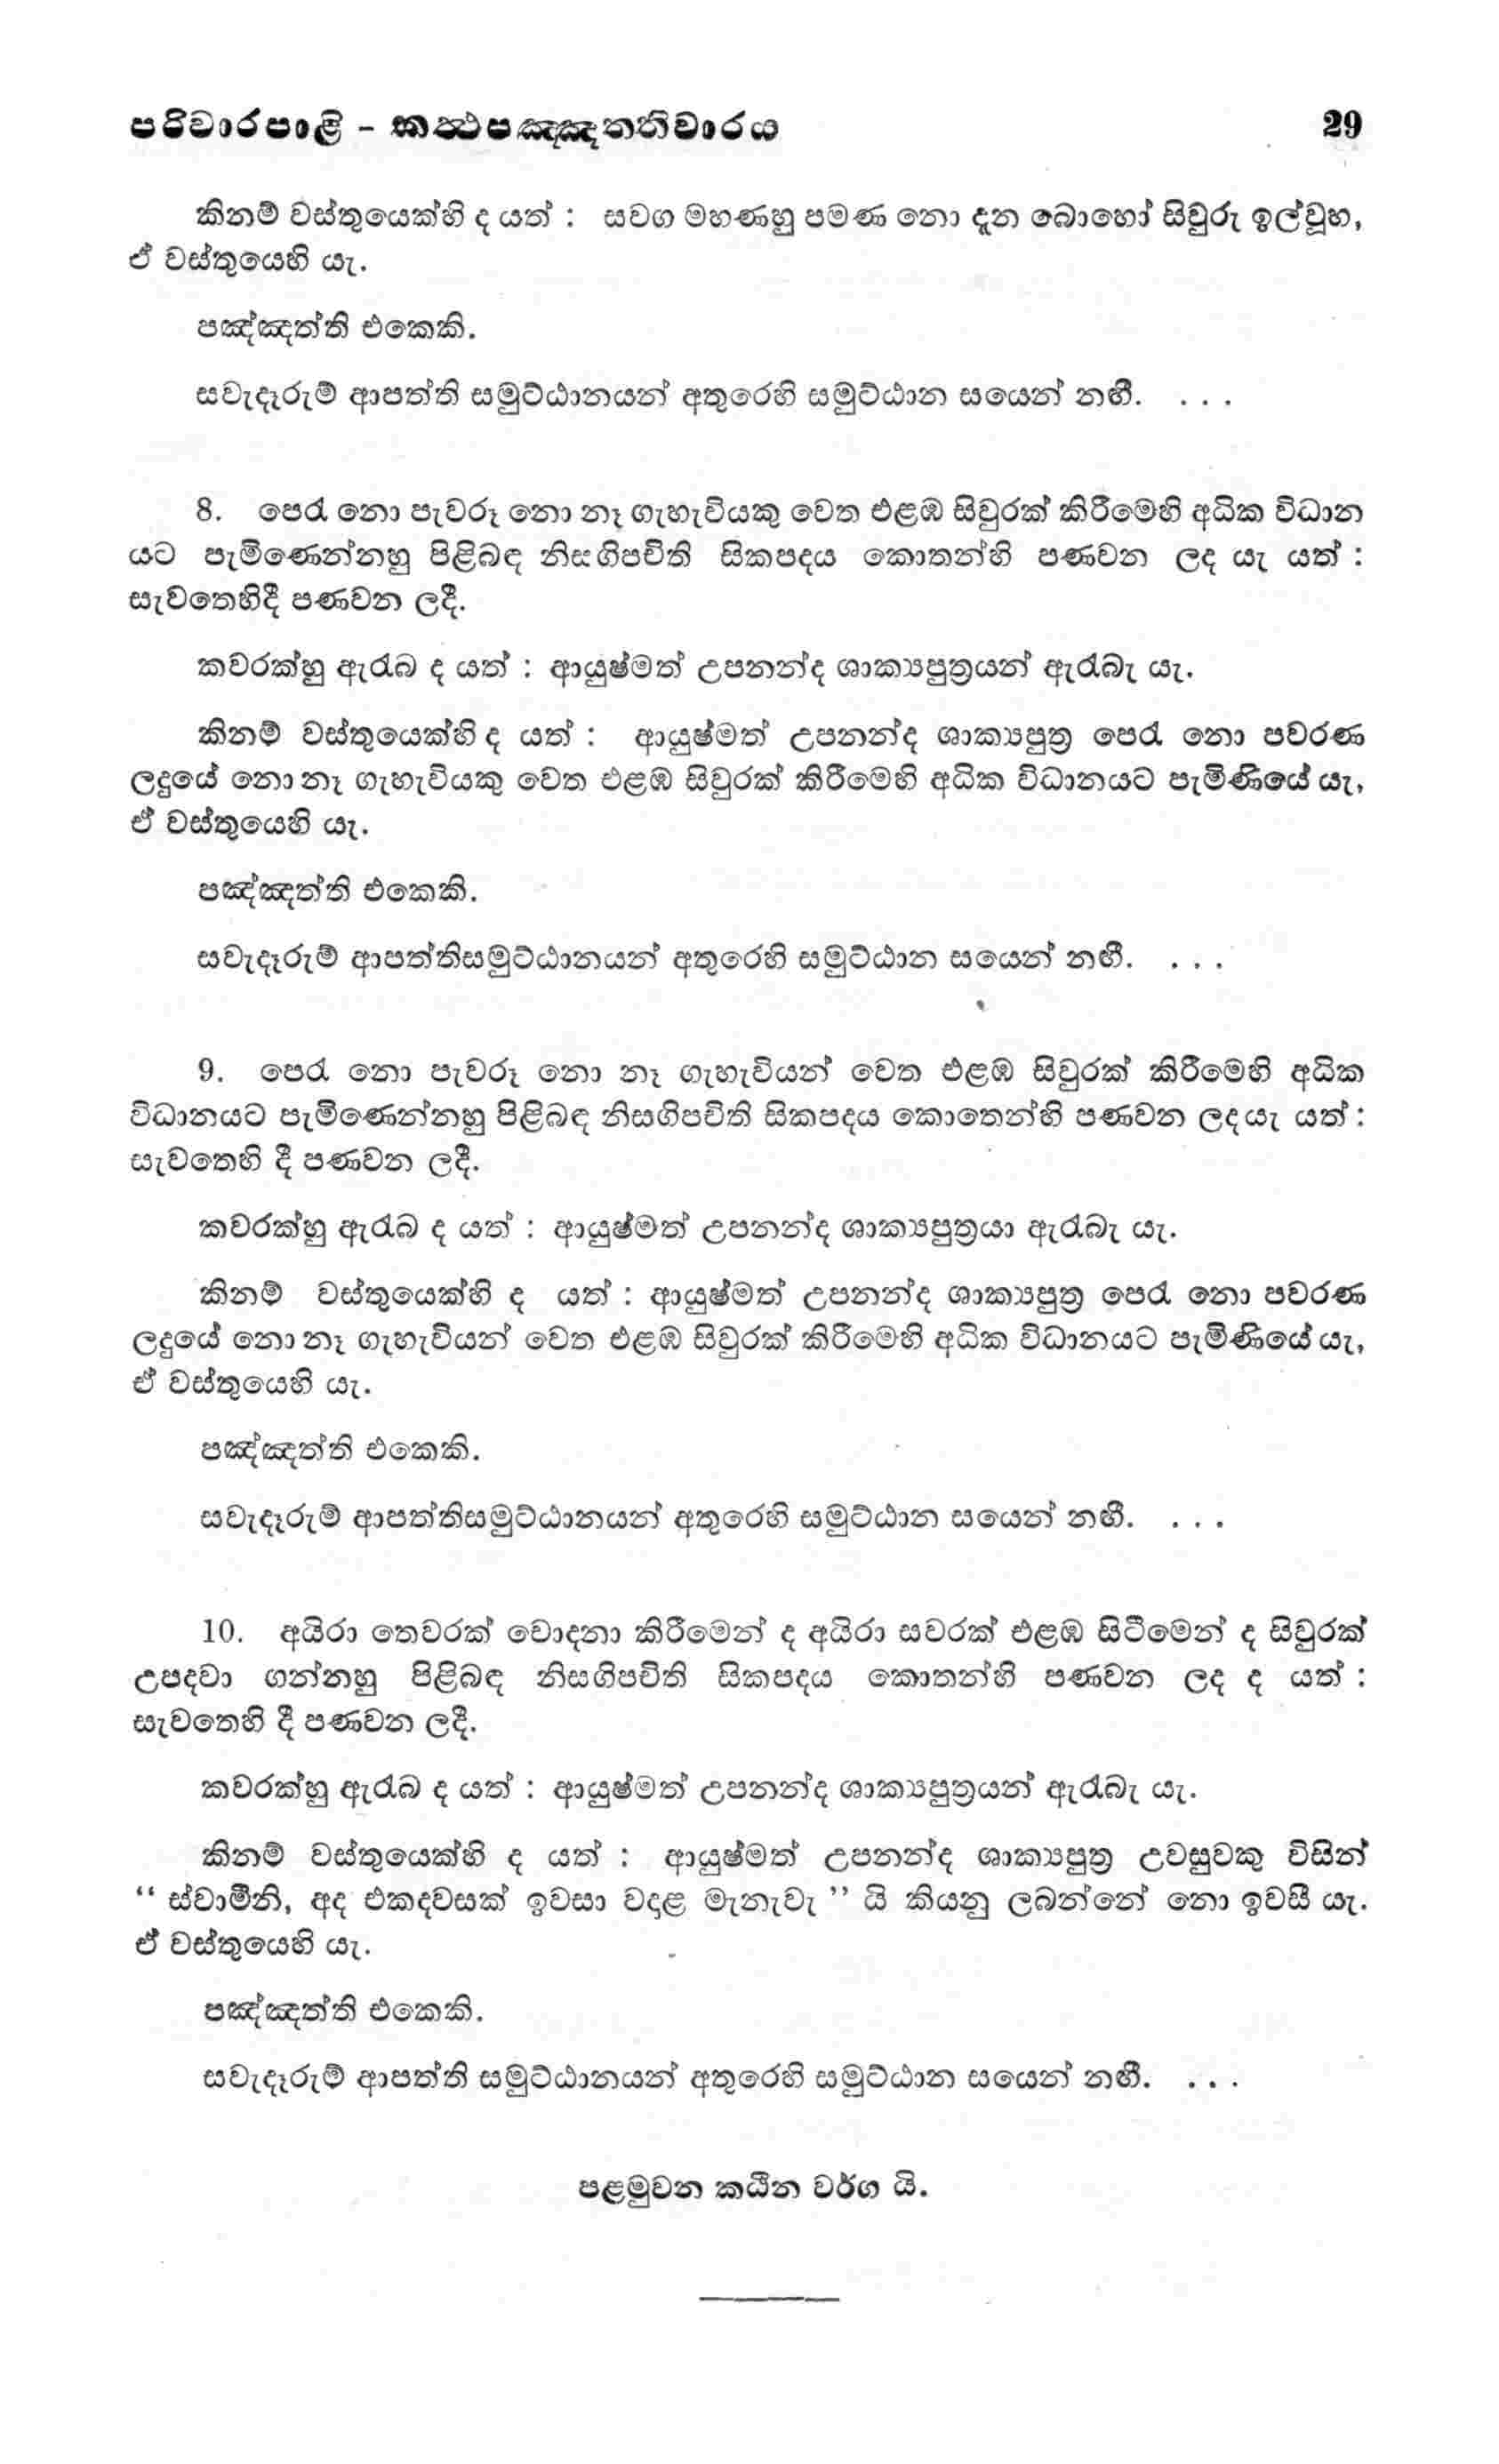 පරිවාරපාළි - කත්‍ථපඤ්ඤත්තිවාරය 29
කිනම් වස්තුයෙක්හි ද යත් : සවග මහණහු පමණ නො දැන බොහෝ සිවුරු ඉල්වූහ,
ඒ වස්තුයෙහි යැ.
පඤ්ඤත්ති එකෙකි.
සවැදෑරුම් ආපත්ති සමුට්ඨානයන් අතුරෙහි සමුට්ඨාන සයෙන් නඟී. . . .
8. පෙරැ නො පැවරූ නො නෑ ගැහැවියකු වෙත එළඹ සිවුරක් කිරීමෙහි අධික විධාන
යට පැමිණෙන්නහු පිළිබඳ නිසගිපචිති සිකපදය කොතන්හි පණවන ලද යැ යත් :
සැවතෙහිදී පණවන ලදී.
කවරක්හු ඇරැබ ද යත් : ආයුෂ්මත් උපනන්ද ශාක්‍යපුත්‍රයන් ඇරැබැ යැ.
කිනම් වස්තුයෙක්හි ද යත් : ආයුෂ්මත් උපනන්ද ශාක්‍යපුත්‍ර පෙරැ නො පවරණ
ලදුයේ නො නෑ ගැහැවියකු වෙත එළඹ සිවුරක් කිරීමෙහි අධික විධානයට පැමිණියේ යැ,
ඒ වස්තුයෙහි යැ.
පඤ්ඤත්ති එකෙකි.
සවැදෑරුම් ආපත්තිසමුට්ඨානයන් අතුරෙහි සමුට්ඨාන සයෙන් නඟී. . . .
9. පෙරැ නො පැවරූ නො නෑ ගැහැවියන් වෙත එළඹ සිවුරක් කිරීමෙහි අධික
විධානයට පැමිණෙන්නහු පිළිබඳ නිසගිපචිති සිකපදය කොතෙන්හි පණවන ලද යැ යත් :
සැවතෙහි දී පණවන ලදී.
කවරක්හු ඇරැබ ද යත් : ආයුෂ්මත් උපනන්ද ශාක්‍යපුත්‍රයා ඇරැබැ යැ.
කිනම් වස්තුයෙක්හි ද යත් : ආයුෂ්මත් උපනන්ද ශාක්‍යපුත්‍ර පෙරැ නො පවරණ
ලදුයේ නො නෑ ගැහැවියන් වෙත එළඹ සිවුරක් කිරීමෙහි අධික විධානයට පැමිණියේ යැ,
ඒ වස්තුයෙහි යැ.
පඤ්ඤත්ති එකෙකි.
සවැදෑරුම් ආපත්තිසමුට්ඨානයන් අතුරෙහි සමුට්ඨාන සයෙන් නඟී. . . .
10. අයිරා තෙවරක් චොදනා කිරීමෙන් ද අයිරා සවරක් එළඹ සිටීමෙන් ද සිවුරක්
උපදවා ගන්නහු පිළිබඳ නිසගිපචිති සිකපදය කොතන්හි පණවන ලද ද යත් :
සැවතෙහි දී පණවන ලදී.
කවරක්හු ඇරැබ ද යත් : ආයුෂ්මත් උපනන්ද ශාක්‍යපුත්‍රයන් ඇරැබැ යැ.
කිනම් වස්තුයෙක්හි ද යත් : ආයුෂ්මත් උපනන්ද ශාක්‍යපුත්‍ර උවසුවකු විසින්
“ ස්වාමීනි, අද එකදවසක් ඉවසා වදාළ මැනැවැ ” යි කියනු ලබන්නේ නො ඉවසී යැ.
ඒ වස්තුයෙහි යැ.
පඤ්ඤත්ති එකෙකි.
සවැදෑරුම් ආපත්ති සමුට්ඨානයන් අතුරෙහි සමුට්ඨාන සයෙන් නඟී. . . .
පළමුවන කඨින වර්ග යි.